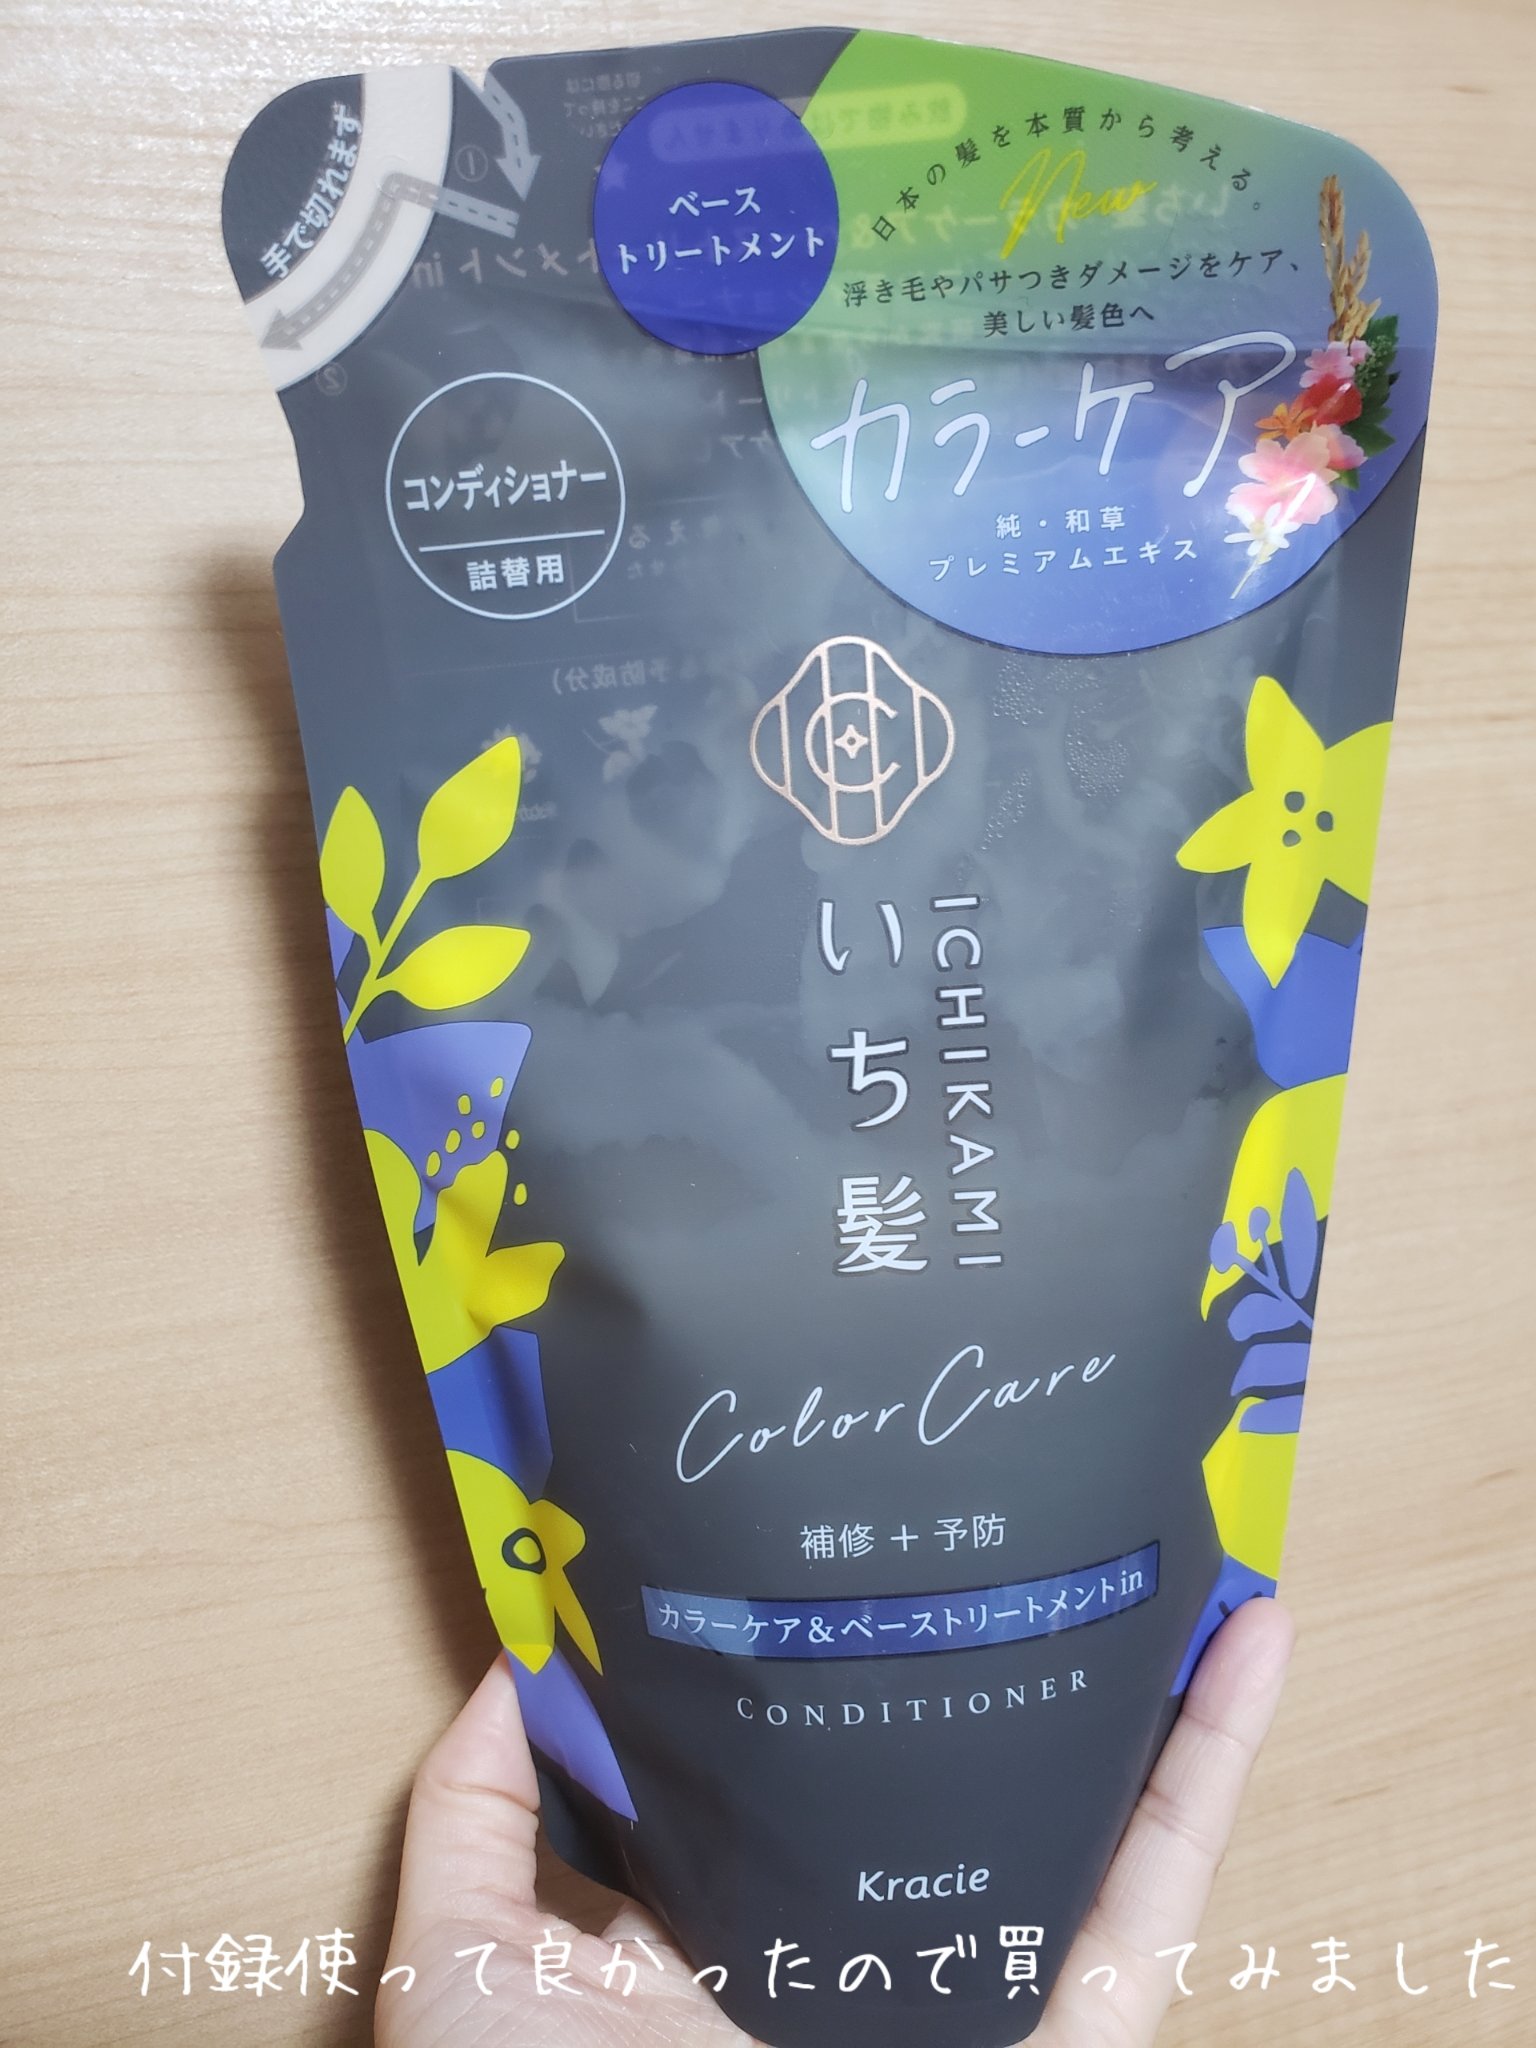 手で切れます
①
②
ベース
トリートメント
日本の髪を本質から考える。
New
浮き毛やパサつきダメージをケア、
美しい髪色へ
カラーケア
純・和草
プレミアムエキス
コンディショナー
詰替用
いち髪
ICHIKAMI
Color Care
補修＋予防
カラーケア&ベーストリートメントin
CONDITIONER
Kracie
付録使って良かったので買ってみました